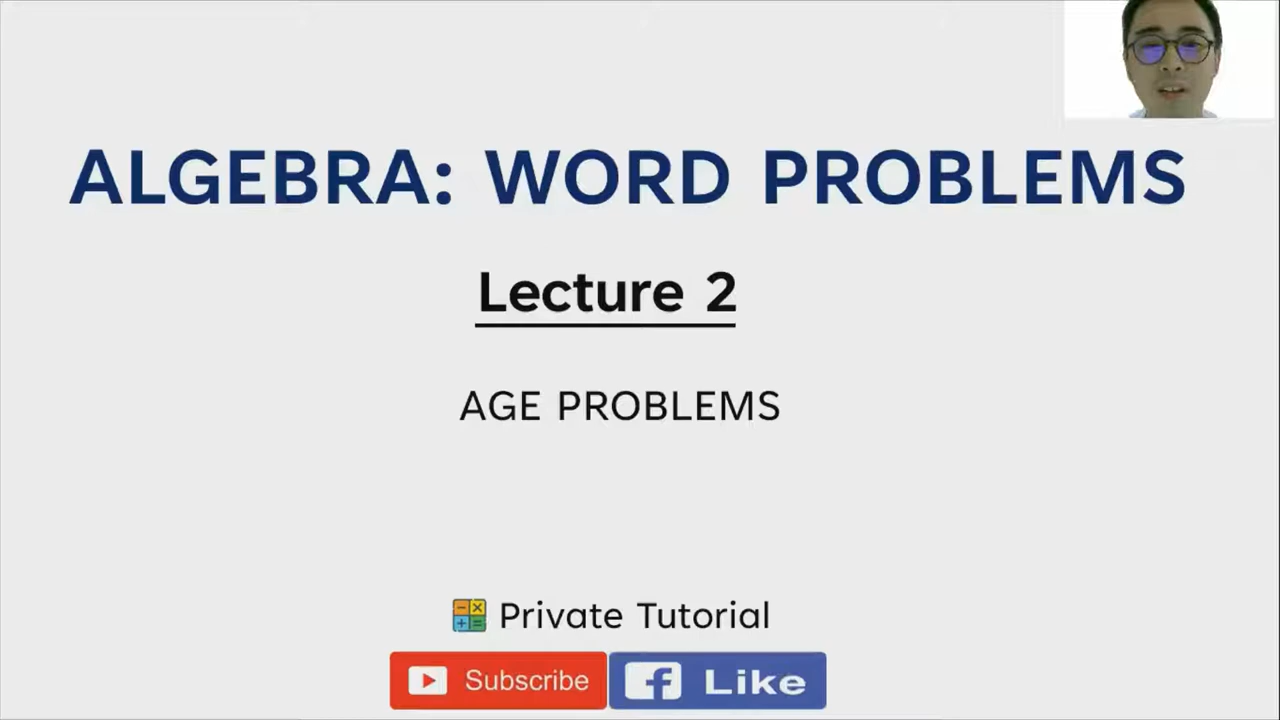 ALGEBRA: WORD PROBLEMS
Lecture 2
AGE PROBLEMS
Private Tutorial
Subscribe Like